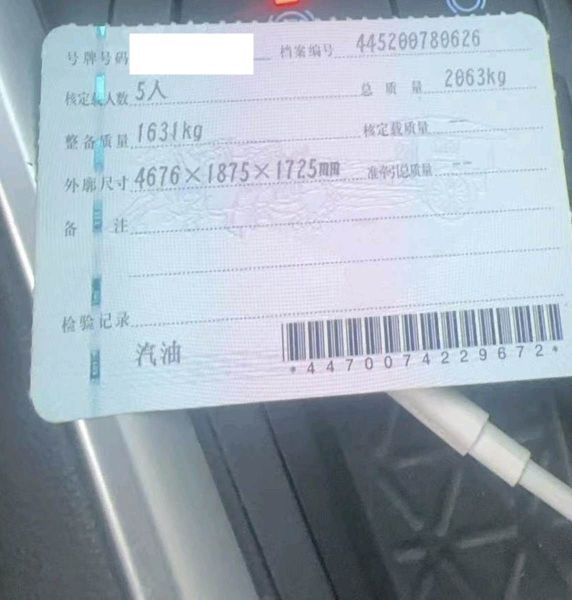 号牌号码 档案编号 445200780626
核定载人数 5人 总质量 2063kg
整备质量 1631kg 核定载质量 --
外廓尺寸 4676×1875×1725mm 准牵引总质量 --
备注
检验记录
汽油
*4470074229672*